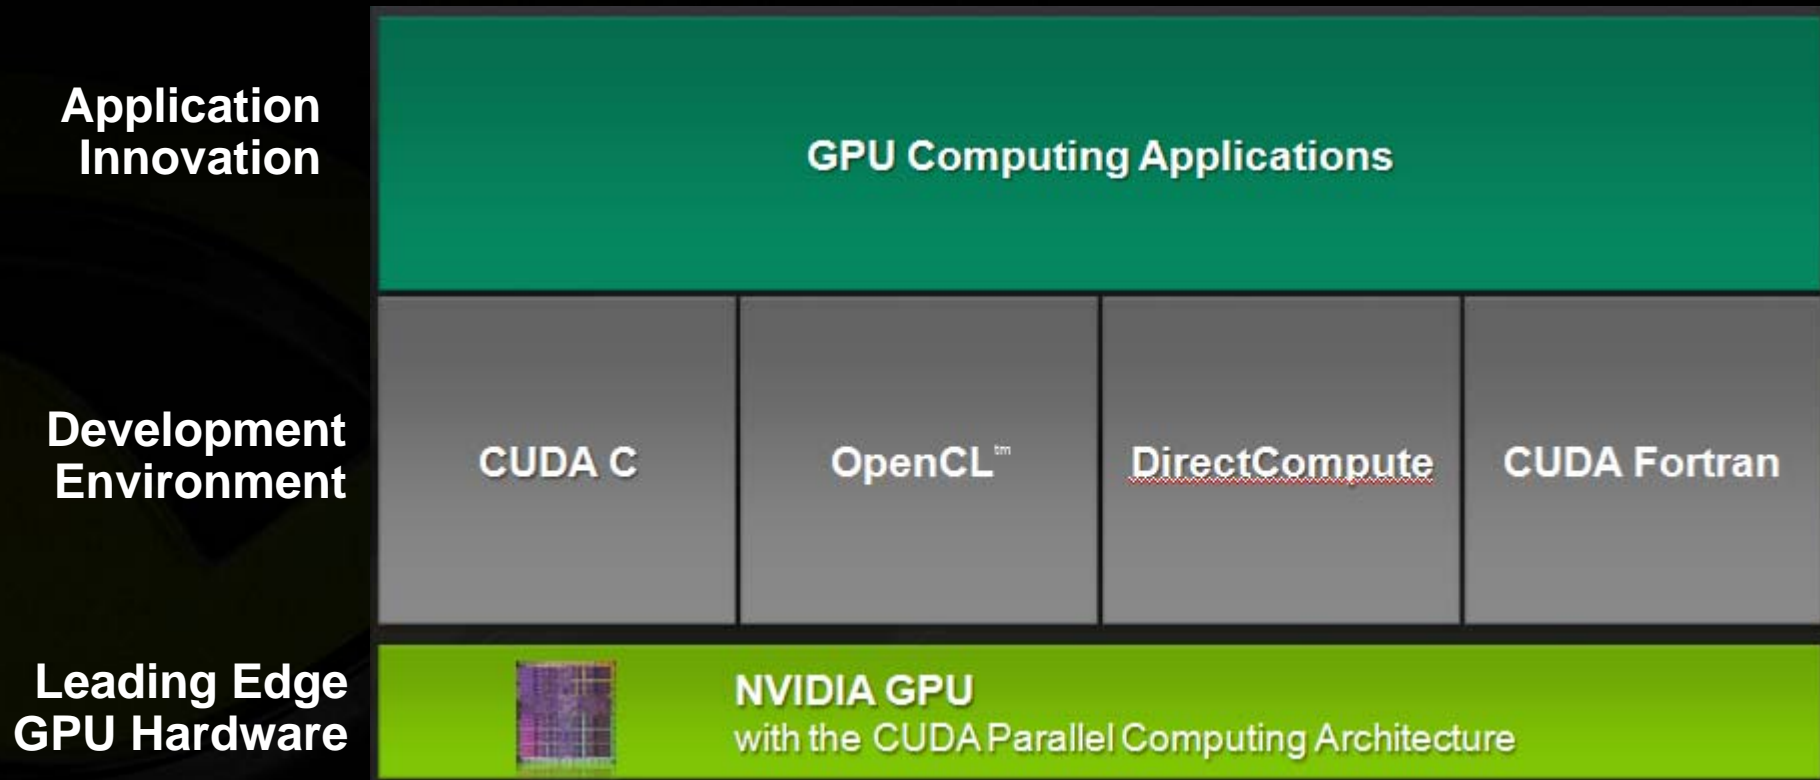 Application
Innovation
GPU Computing Applications
Development
Environment
CUDA C
OpenCL™
DirectCompute
CUDA Fortran
Leading Edge
GPU Hardware
NVIDIA GPU
with the CUDA Parallel Computing Architecture